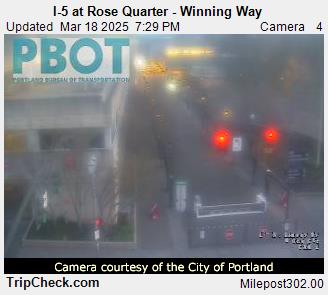 I-5 at Rose Quarter - Winning Way
Updated  Mar 18 2025  7:29 PM
Camera  4
PBOT
PORTLAND BUREAU OF TRANSPORTATION
Camera courtesy of the City of Portland
TripCheck.com
Milepost302.00